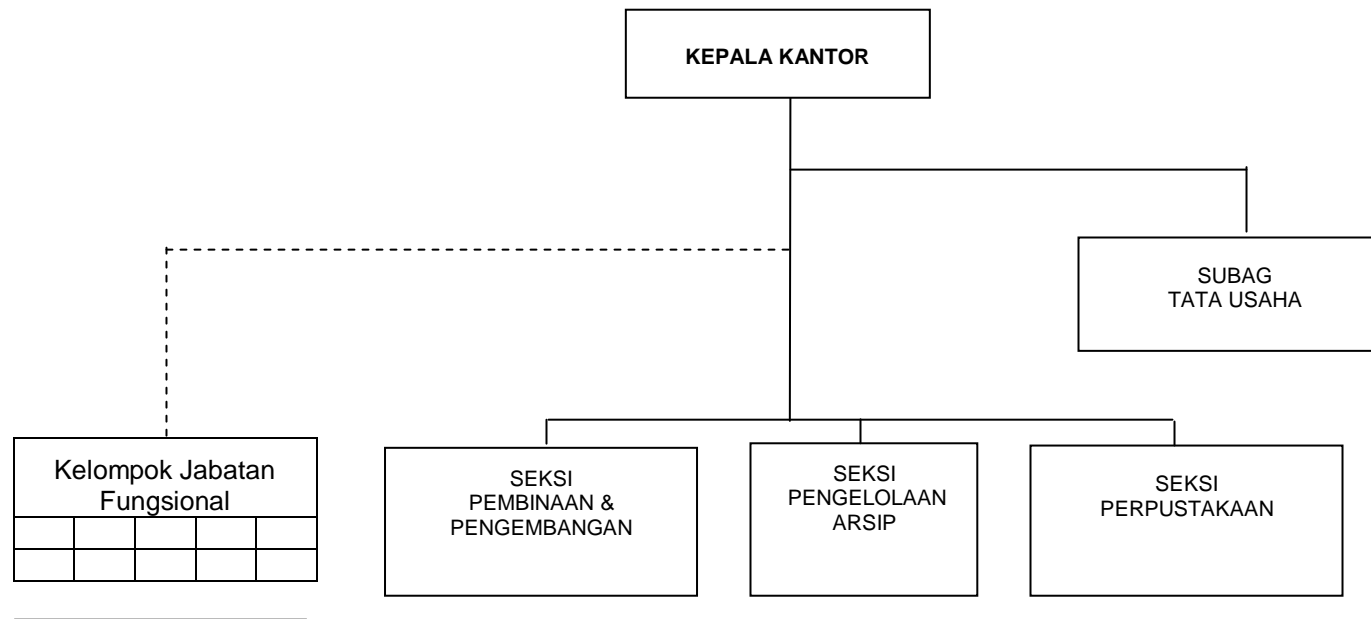 KEPALA KANTOR
SUBAG
TATA USAHA
Kelompok Jabatan
Fungsional
SEKSI
PEMBINAAN &
PENGEMBANGAN
SEKSI
PENGELOLAAN
ARSIP
SEKSI
PERPUSTAKAAN